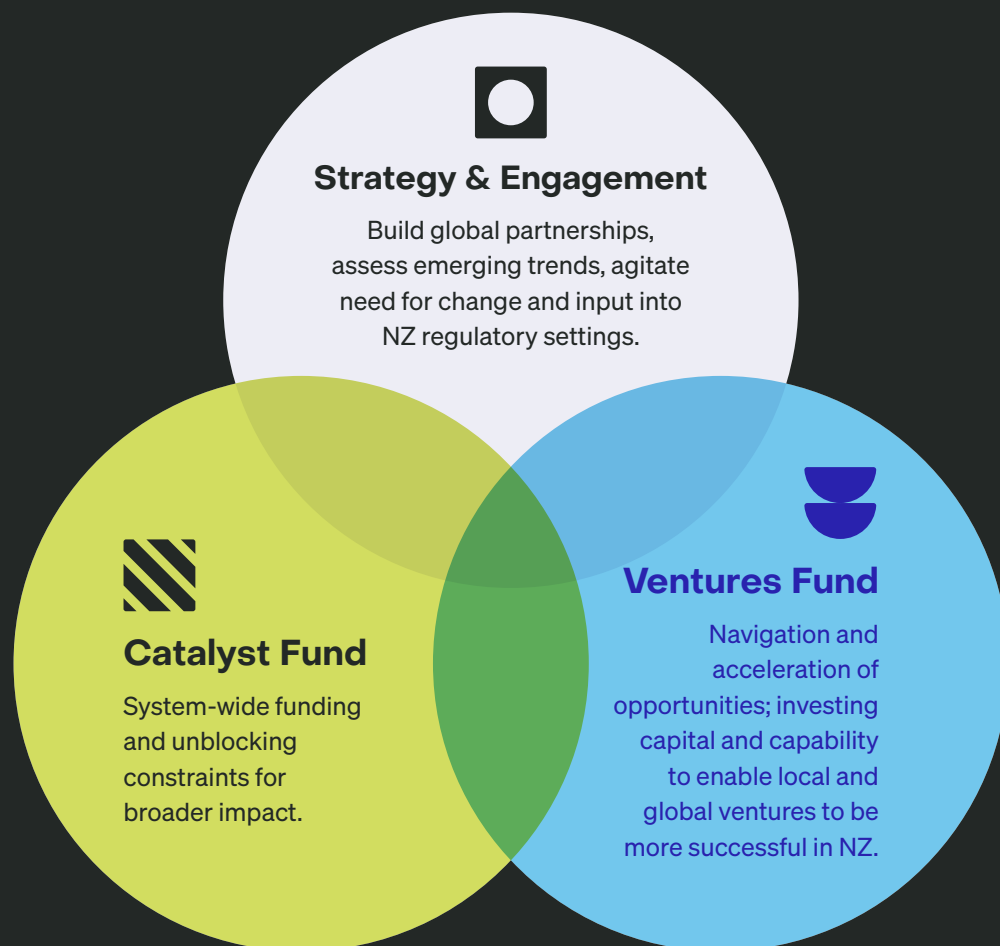 Strategy & Engagement
Build global partnerships,
assess emerging trends, agitate
need for change and input into
NZ regulatory settings.
Catalyst Fund
System-wide funding
and unblocking
constraints for
broader impact.
Ventures Fund
Navigation and
acceleration of
opportunities; investing
capital and capability
to enable local and
global ventures to be
more successful in NZ.